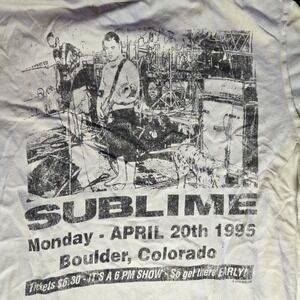 SUBLIME
Monday - APRIL 20th 1995
Boulder, Colorado
Tickets $6.30 - IT'S A 6 PM SHOW - So get there EARLY!